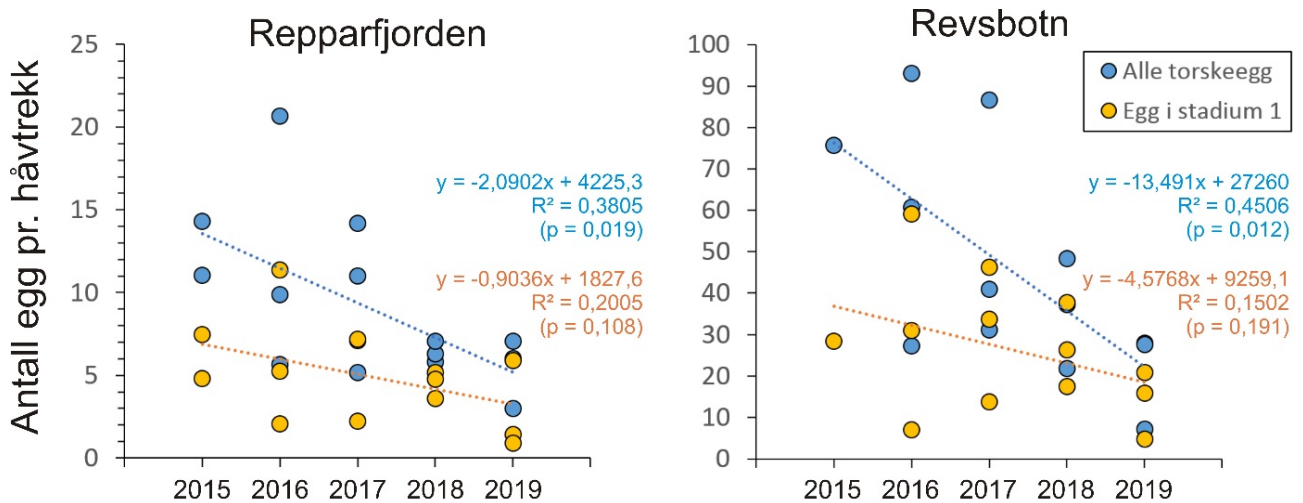 Repparfjorden
Antall egg pr. håvtrekk
25
20
15
10
5
0
y = -2,0902x + 4225,3
R² = 0,3805
(p = 0,019)
y = -0,9036x + 1827,6
R² = 0,2005
(p = 0,108)
2015 2016 2017 2018 2019
Revsbotn
100
90
80
70
60
50
40
30
20
10
0
Alle torskeegg
Egg i stadium 1
y = -13,491x + 27260
R² = 0,4506
(p = 0,012)
y = -4,5768x + 9259,1
R² = 0,1502
(p = 0,191)
2015 2016 2017 2018 2019